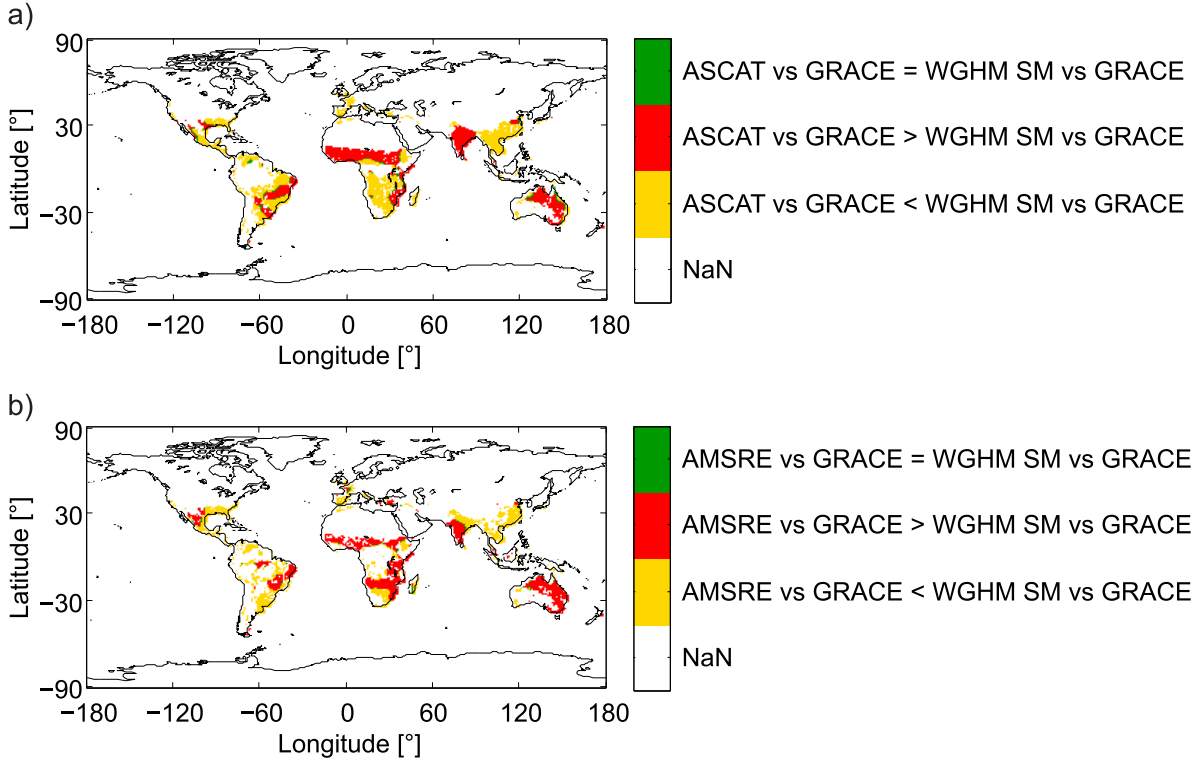 a)
90
30
−30
−90
Latitude [°]
−180 −120 −60 0 60 120 180
Longitude [°]
ASCAT vs GRACE = WGHM SM vs GRACE
ASCAT vs GRACE > WGHM SM vs GRACE
ASCAT vs GRACE < WGHM SM vs GRACE
NaN
b)
90
30
−30
−90
Latitude [°]
−180 −120 −60 0 60 120 180
Longitude [°]
AMSRE vs GRACE = WGHM SM vs GRACE
AMSRE vs GRACE > WGHM SM vs GRACE
AMSRE vs GRACE < WGHM SM vs GRACE
NaN